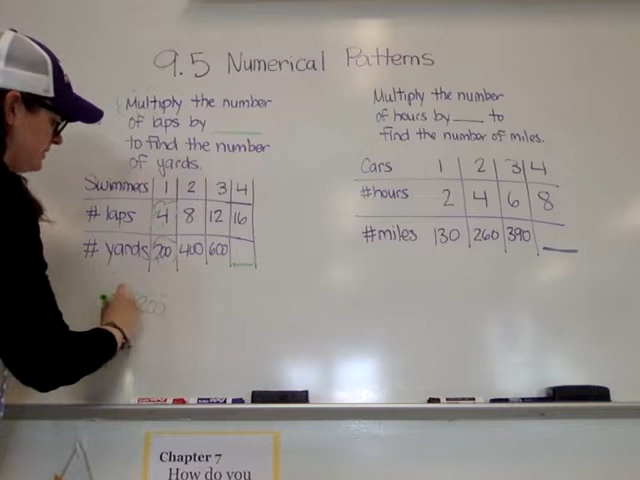 9.5 Numerical Patterns
Multiply the number
of laps by ____
to find the number
of yards.
Swimmers 1 2 3 4
# laps 4 8 12 16
# yards 200 400 600
200
Multiply the number
of hours by ____ to
find the number of miles.
Cars 1 2 3 4
#hours 2 4 6 8
#miles 130 260 390 ____
Chapter 7
How do you